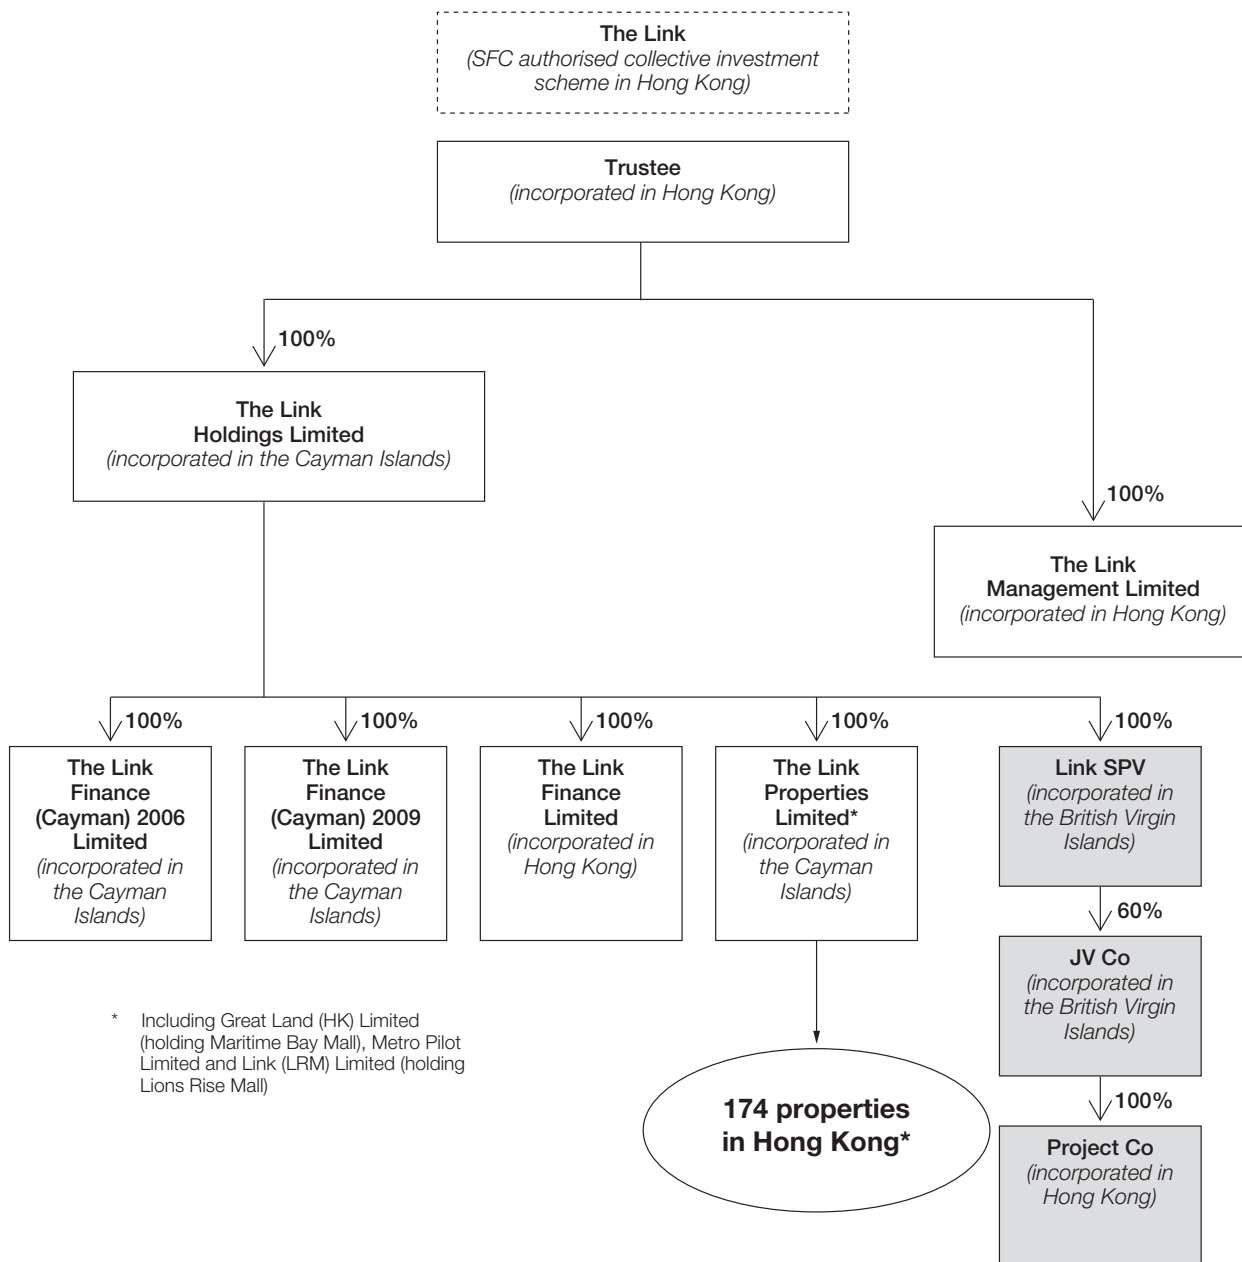 The Link
(SFC authorised collective investment
scheme in Hong Kong)
Trustee
(incorporated in Hong Kong)
100%
The Link
Holdings Limited
(incorporated in the Cayman Islands)
100%
The Link
Management Limited
(incorporated in Hong Kong)
100%
The Link
Finance
(Cayman) 2006
Limited
(incorporated in
the Cayman
Islands)
100%
The Link
Finance
(Cayman) 2009
Limited
(incorporated in
the Cayman
Islands)
100%
The Link
Finance
Limited
(incorporated in
Hong Kong)
100%
The Link
Properties
Limited*
(incorporated in
the Cayman
Islands)
100%
Link SPV
(incorporated in
the British Virgin
Islands)
60%
JV Co
(incorporated in
the British Virgin
Islands)
100%
Project Co
(incorporated in
Hong Kong)
174 properties
in Hong Kong*
* Including Great Land (HK) Limited
(holding Maritime Bay Mall), Metro Pilot
Limited and Link (LRM) Limited (holding
Lions Rise Mall)